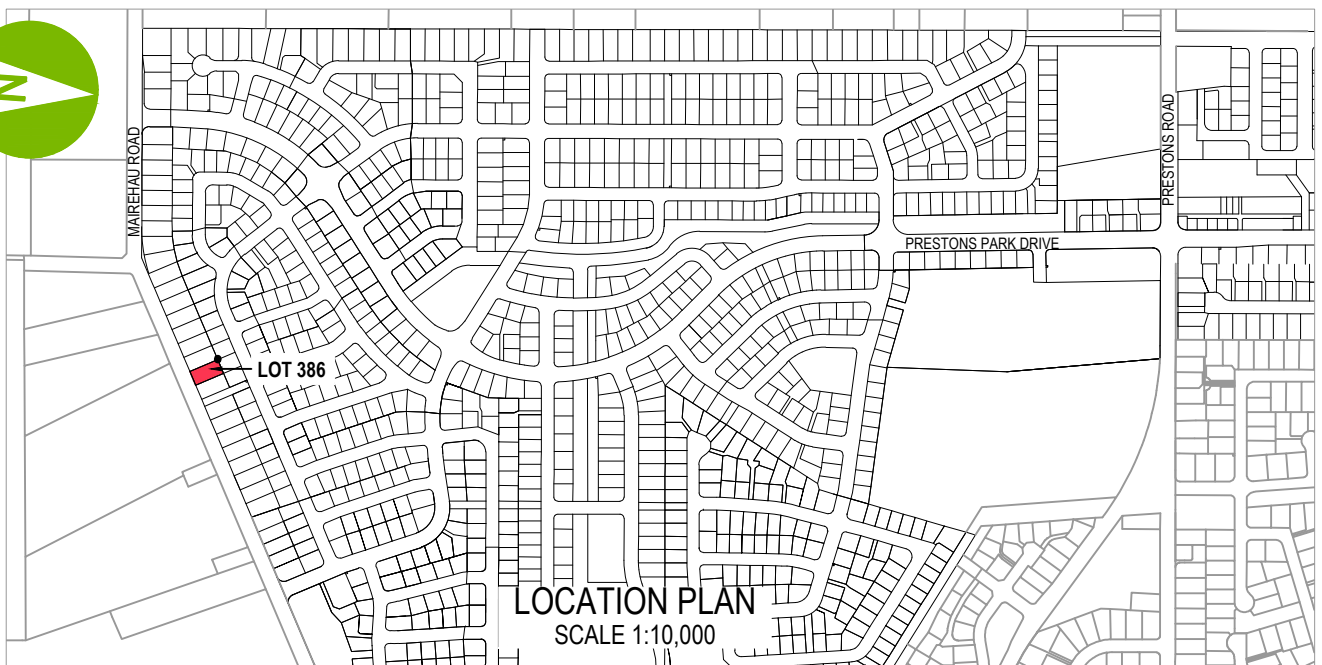 N
MAIREHAU ROAD
PRESTONS ROAD
PRESTONS PARK DRIVE
LOT 386
LOCATION PLAN
SCALE 1:10,000